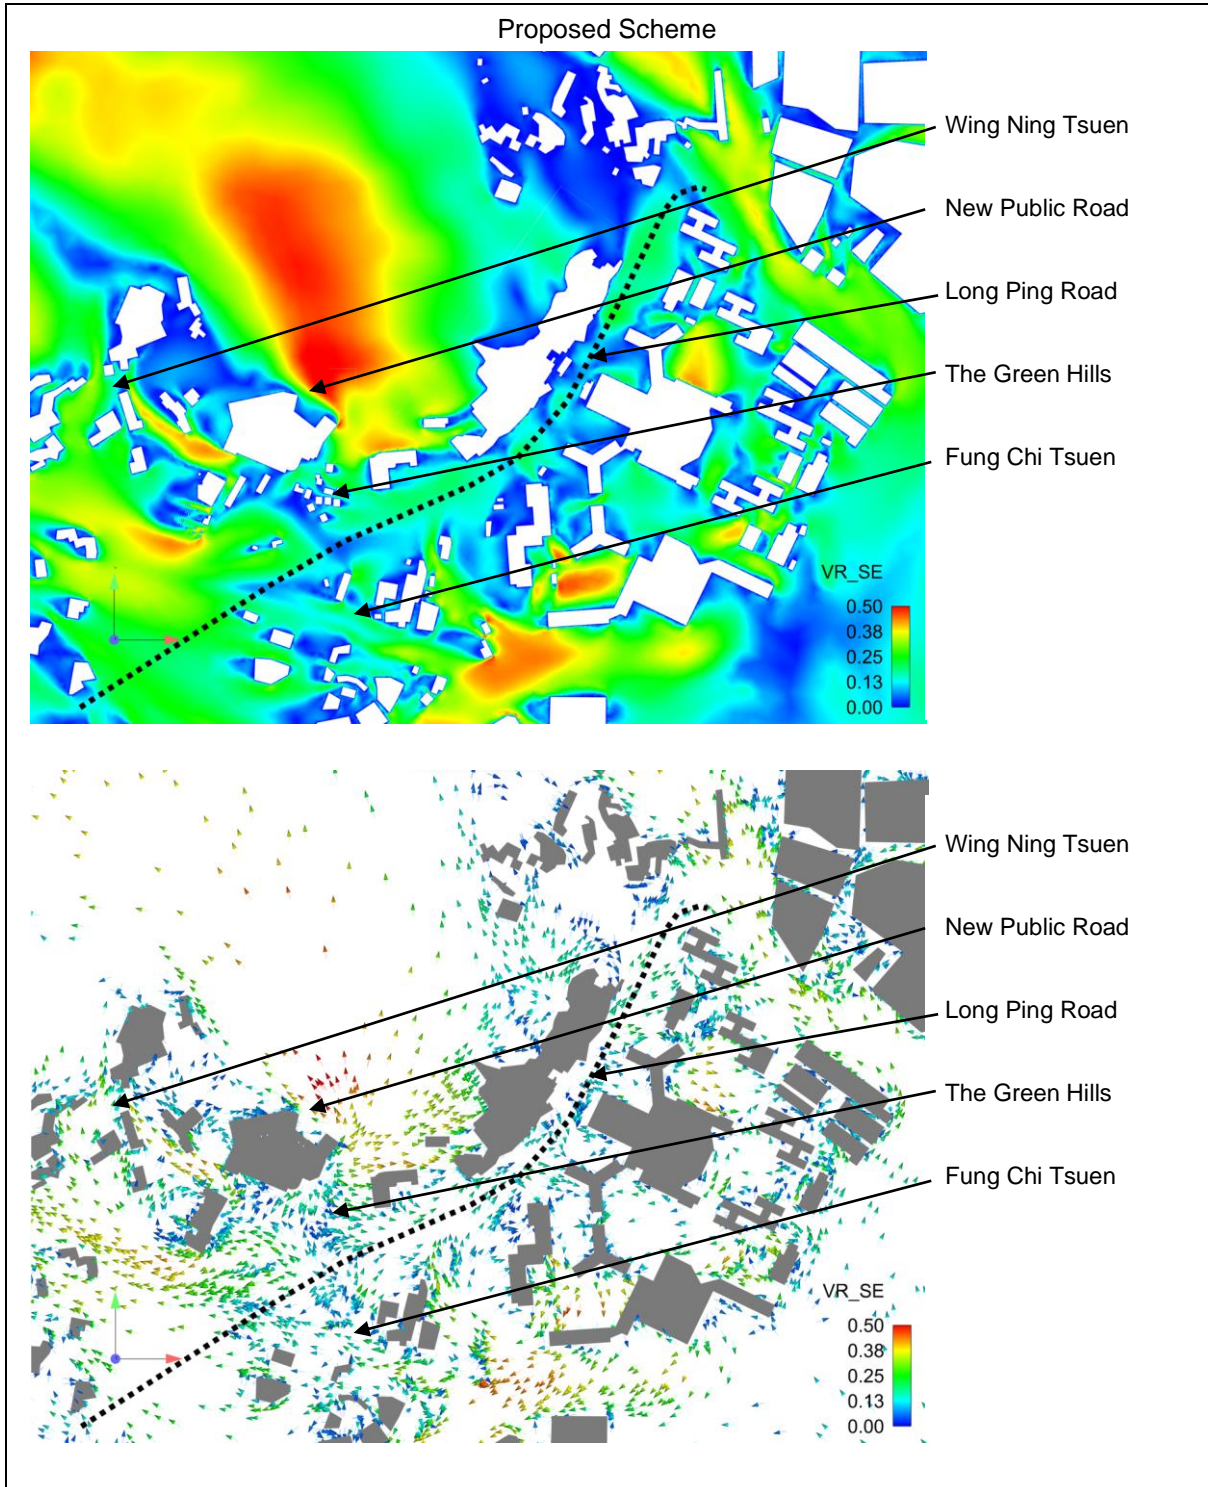 Proposed Scheme
Wing Ning Tsuen
New Public Road
Long Ping Road
The Green Hills
Fung Chi Tsuen
VR_SE
0.50
0.38
0.25
0.13
0.00
Wing Ning Tsuen
New Public Road
Long Ping Road
The Green Hills
Fung Chi Tsuen
VR_SE
0.50
0.38
0.25
0.13
0.00